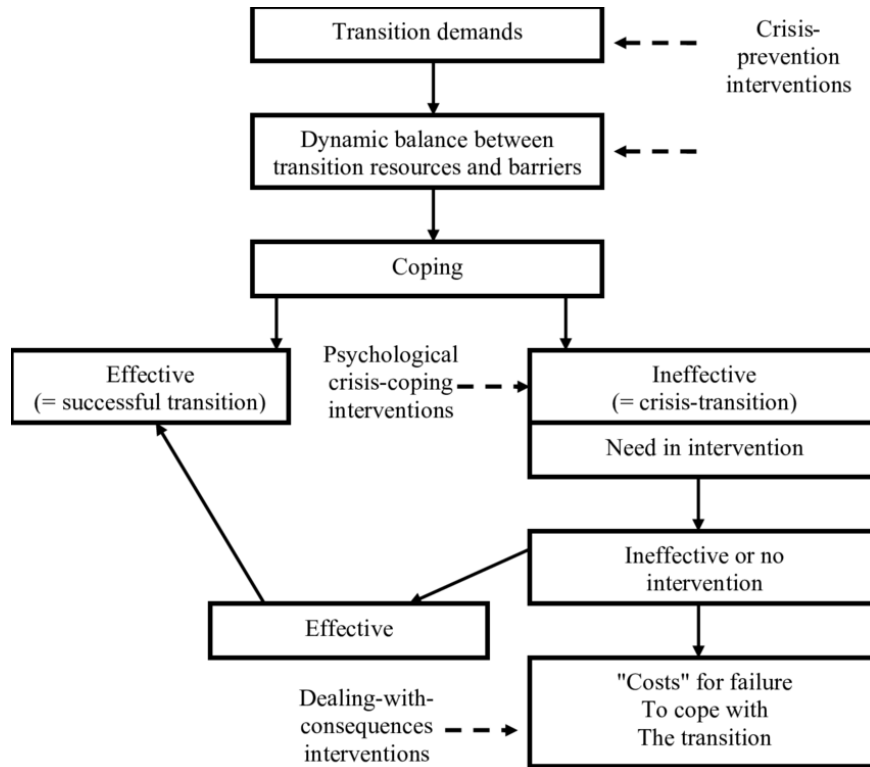 Transition demands
Crisis-
prevention
interventions
Dynamic balance between
transition resources and barriers
Coping
Effective
(= successful transition)
Psychological
crisis-coping
interventions
Ineffective
(= crisis-transition)
Need in intervention
Ineffective or no
intervention
Effective
Dealing-with-
consequences
interventions
"Costs" for failure
To cope with
The transition